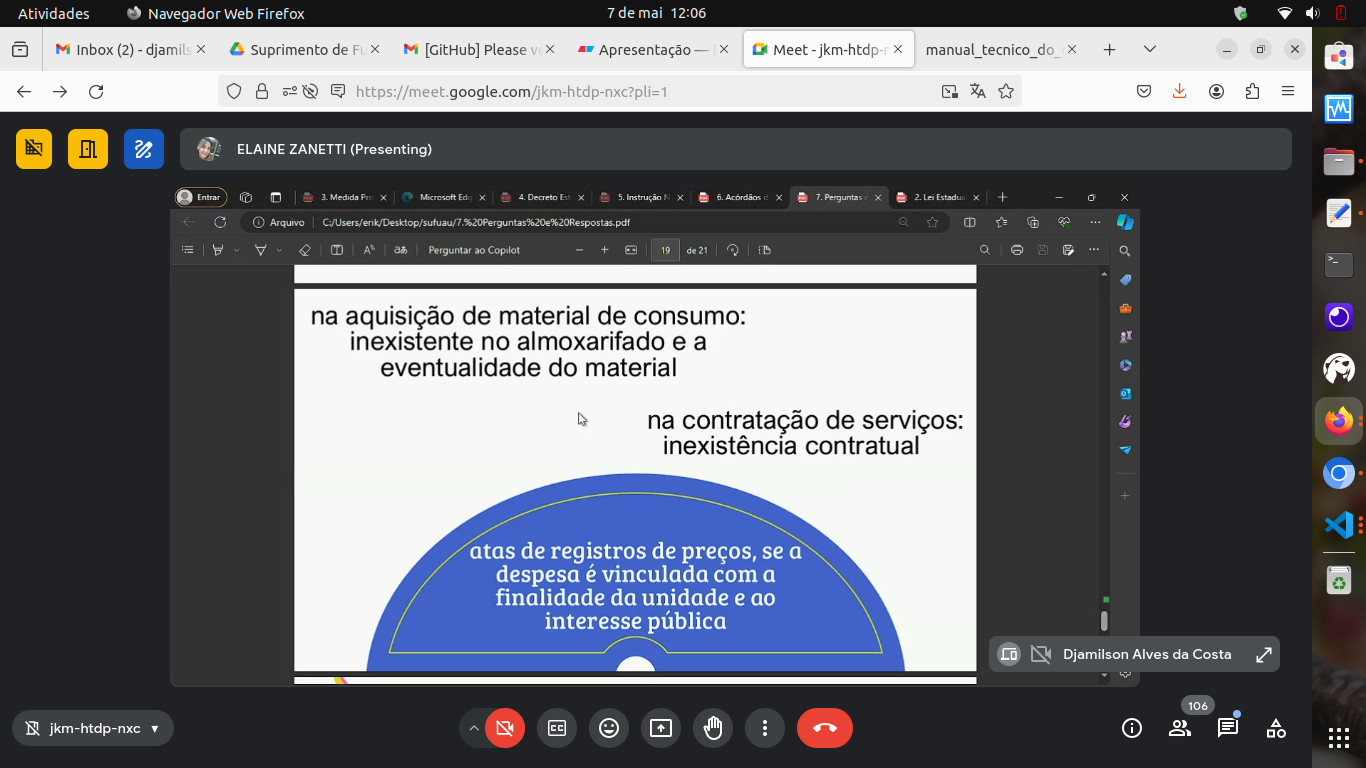 Atividades
Navegador Web Firefox
7 de mai 12:06
Inbox (2) - djamils
Suprimento de Fu
[GitHub] Please ve
Apresentação —
Meet - jkm-htdp-n
manual_tecnico_do_
https://meet.google.com/jkm-htdp-nxc?pli=1
ELAINE ZANETTI (Presenting)
Entrar
3. Medida Pro
Microsoft Edg
4. Decreto Est
5. Instrução N
6. Acórdãos d
7. Perguntas e
2. Lei Estadua
Arquivo
C:/Users/erik/Desktop/sufuau/7.%20Perguntas%20e%20Respostas.pdf
Perguntar ao Copilot
19
de 21
na aquisição de material de consumo:
inexistente no almoxarifado e a
eventualidade do material
na contratação de serviços:
inexistência contratual
atas de registros de preços, se a
despesa é vinculada com a
finalidade da unidade e ao
interesse pública
Djamilson Alves da Costa
jkm-htdp-nxc
106